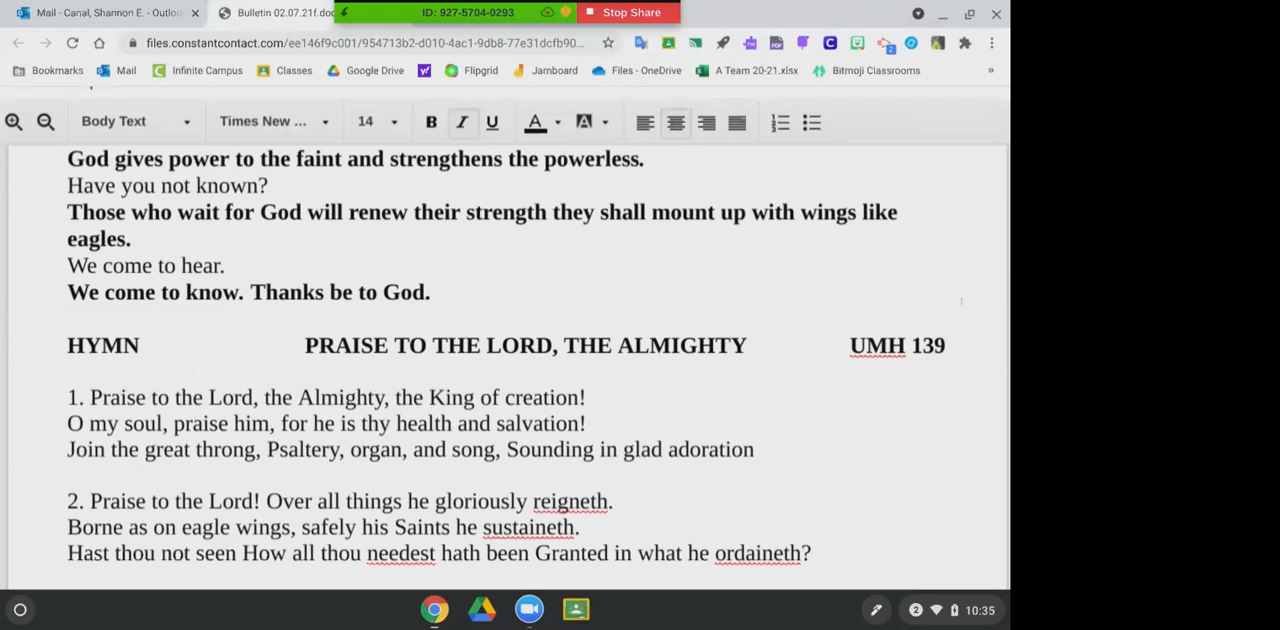 Mail - Canal, Shannon E. - Outloo
Bulletin 02.07.21f.doc
ID: 927-5704-0293
Stop Share
files.constantcontact.com/ee146f9c001/954713b2-d010-4ac1-9db8-77e31dcfb90...
Bookmarks
Mail
Infinite Campus
Classes
Google Drive
Flipgrid
Jamboard
Files - OneDrive
A Team 20-21.xlsx
Bitmoji Classrooms
»
Body Text
Times New ...
14
B I U A A
God gives power to the faint and strengthens the powerless.
Have you not known?
Those who wait for God will renew their strength they shall mount up with wings like
eagles.
We come to hear.
We come to know. Thanks be to God.
HYMN PRAISE TO THE LORD, THE ALMIGHTY UMH 139
1. Praise to the Lord, the Almighty, the King of creation!
O my soul, praise him, for he is thy health and salvation!
Join the great throng, Psaltery, organ, and song, Sounding in glad adoration
2. Praise to the Lord! Over all things he gloriously reigneth.
Borne as on eagle wings, safely his Saints he sustaineth.
Hast thou not seen How all thou needest hath been Granted in what he ordaineth?
2
10:35